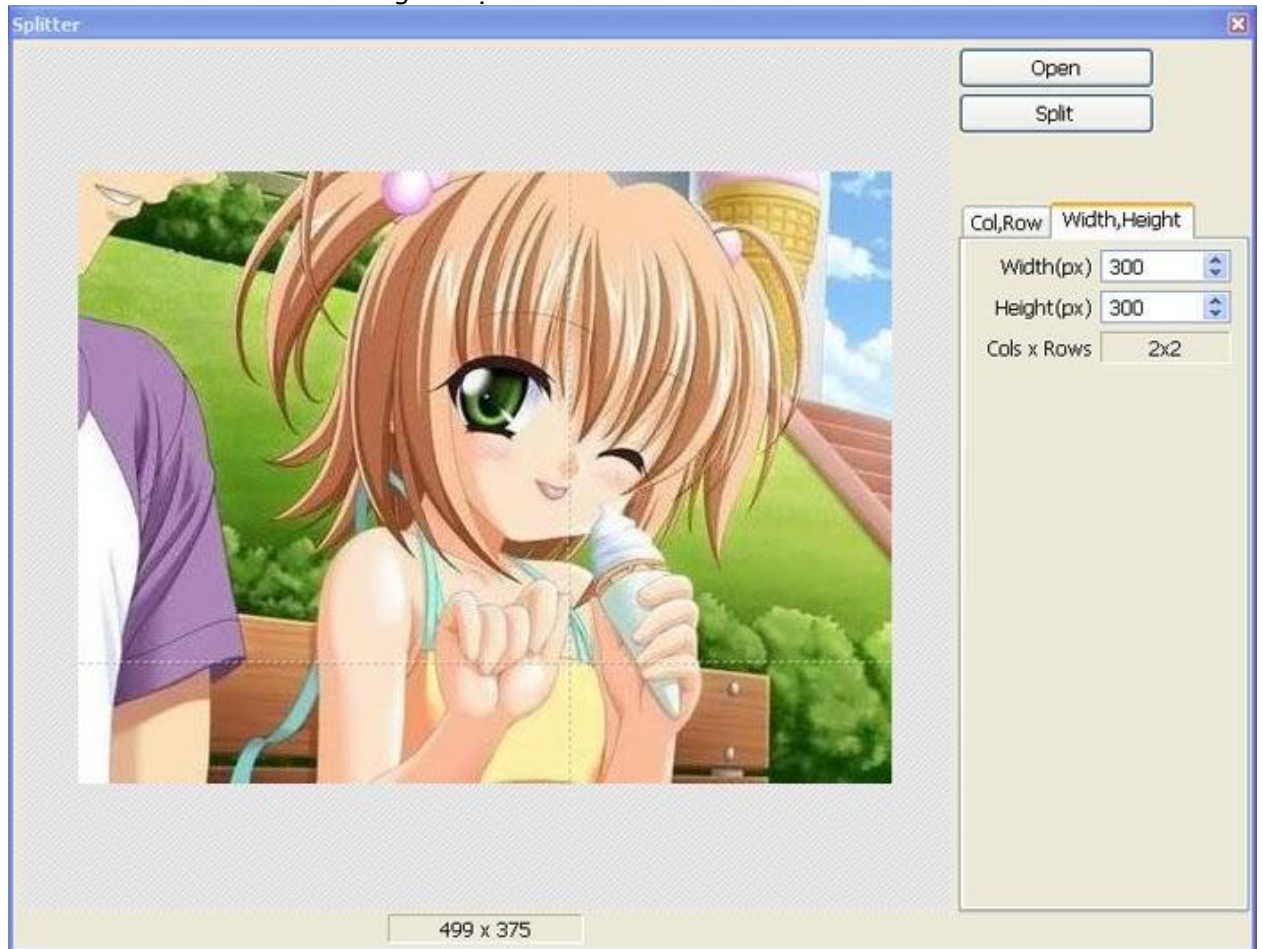 Splitter
Open
Split
Col,Row
Width,Height
Width(px) 300
Height(px) 300
Cols x Rows 2x2
499 x 375